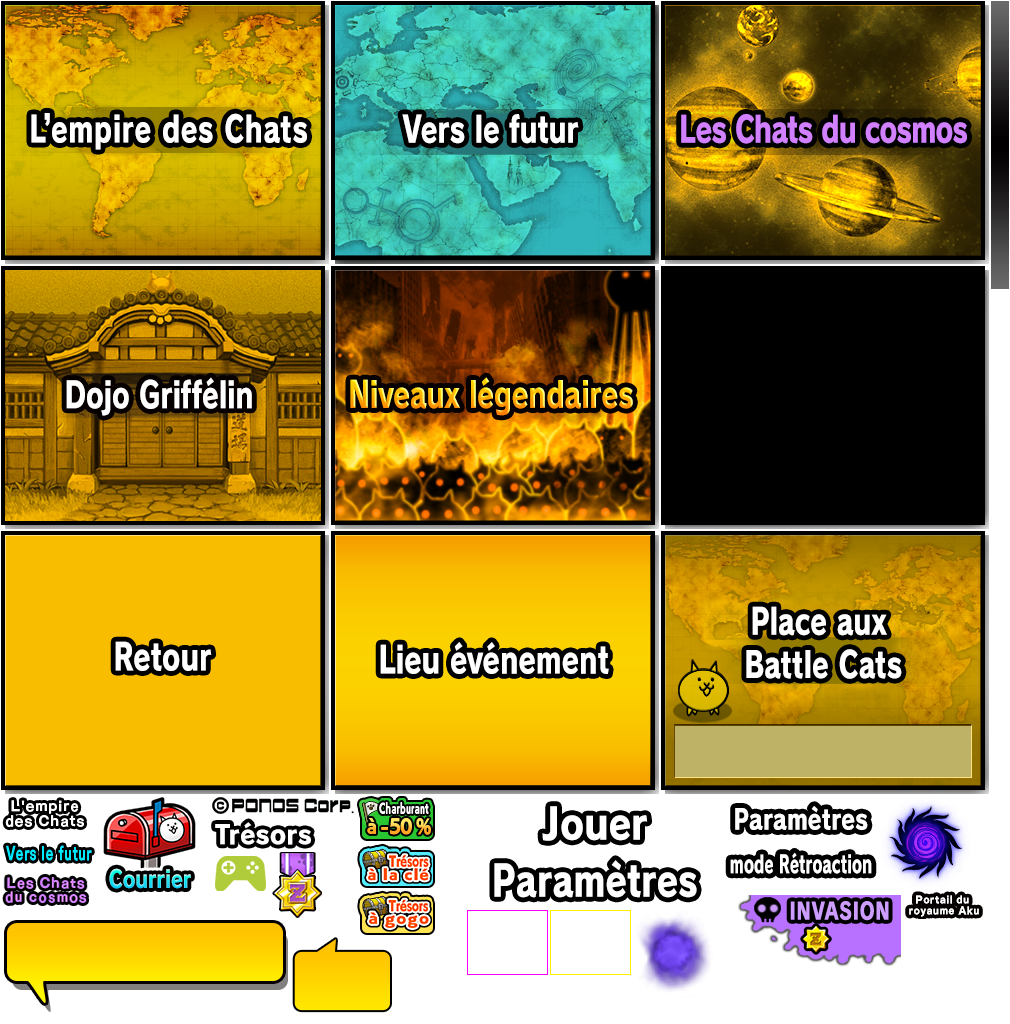 L'empire des Chats
Vers le futur
Les Chats du cosmos
Dojo Griffélin
道場
Niveaux légendaires
Retour
Lieu événement
Place aux
Battle Cats
L'empire
des Chats
Vers le futur
Les Chats
du cosmos
Courrier
© PONOS Corp.
Trésors
Z
Charburant
à -50 %
Trésors
à la clé
Trésors
à gogo
Jouer
Paramètres
Paramètres
mode Rétroaction
INVASION
Z
Portail du
royaume Aku